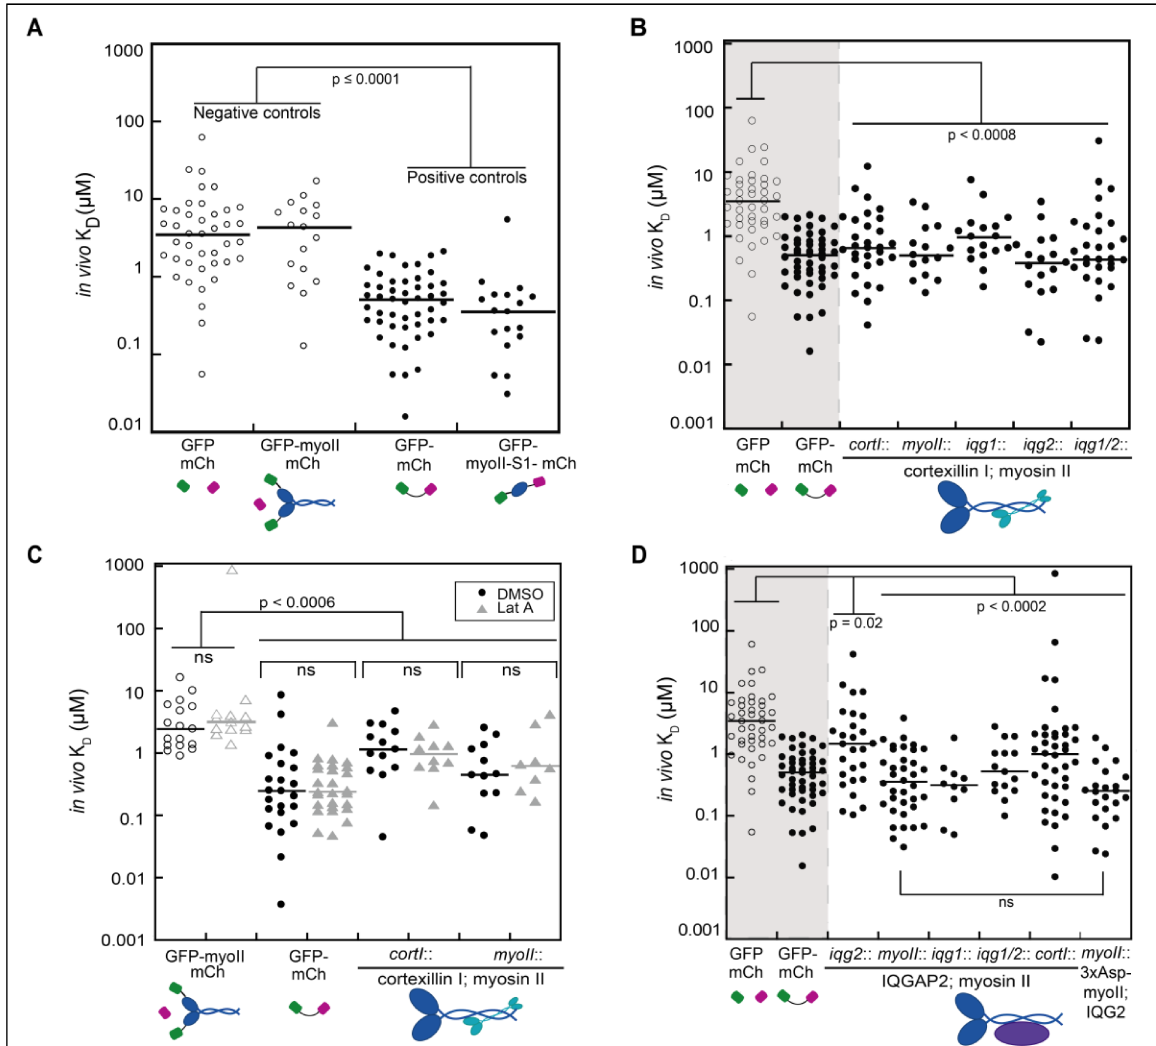 A
1000
100
10
1
0.1
0.01
in vivo K_D (μM)
p ≤ 0.0001
Negative controls
Positive controls
GFP
mCh
GFP-myoII
mCh
GFP-
mCh
GFP-
myoII-S1- mCh
B
1000
100
10
1
0.1
0.01
0.001
in vivo K_D (μM)
p < 0.0008
GFP
mCh
GFP-
mCh
cortI::
myoII::
iqg1::
iqg2::
iqg1/2::
cortexillin I; myosin II
C
1000
100
10
1
0.1
0.01
0.001
in vivo K_D (μM)
DMSO
Lat A
p < 0.0006
ns
ns
ns
ns
GFP-myoII
mCh
GFP-
mCh
cortI::
myoII::
cortexillin I; myosin II
D
1000
100
10
1
0.1
0.01
0.001
in vivo K_D (μM)
p = 0.02
p < 0.0002
ns
GFP
mCh
GFP-
mCh
iqg2::
myoII::
iqg1::
iqg1/2::
cortI::
IQGAP2; myosin II
myoII::
3xAsp-
myoII;
IQG2